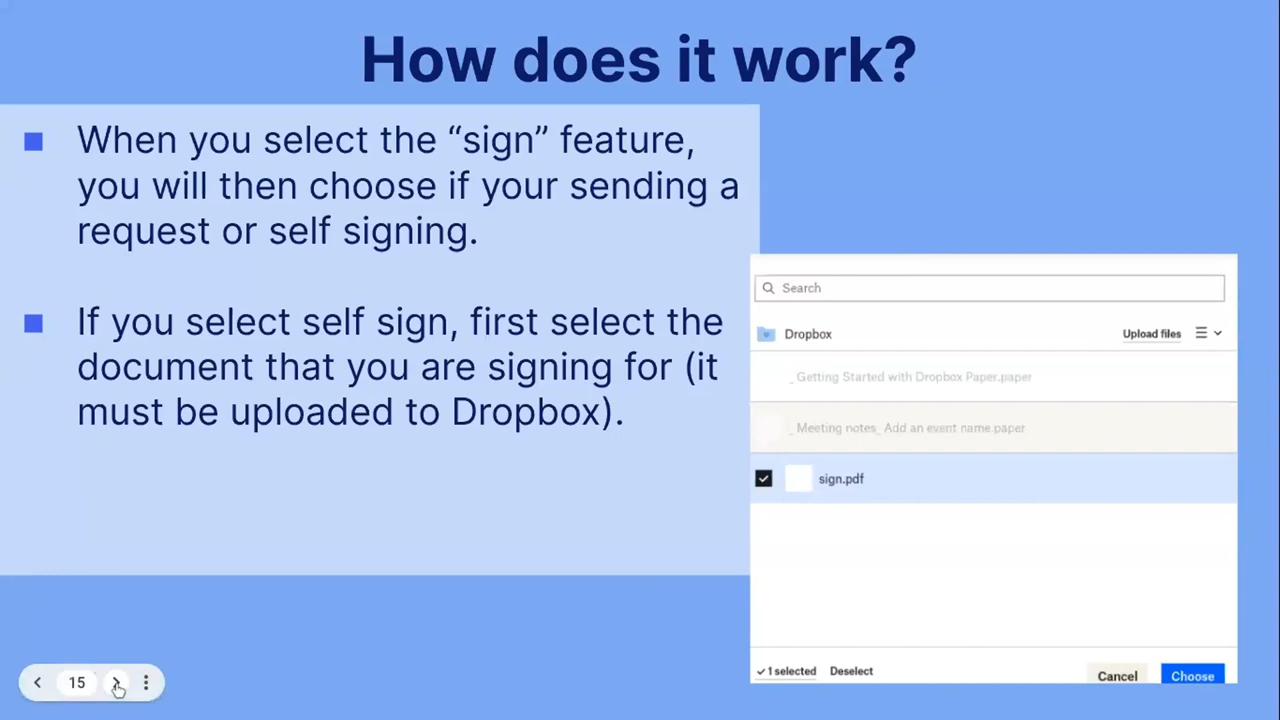 How does it work?
When you select the “sign” feature,
you will then choose if your sending a
request or self signing.
If you select self sign, first select the
document that you are signing for (it
must be uploaded to Dropbox).
Search
Dropbox
Upload files
_ Getting Started with Dropbox Paper.paper
_ Meeting notes_ Add an event name.paper
sign.pdf
1 selected
Deselect
Cancel
Choose
15